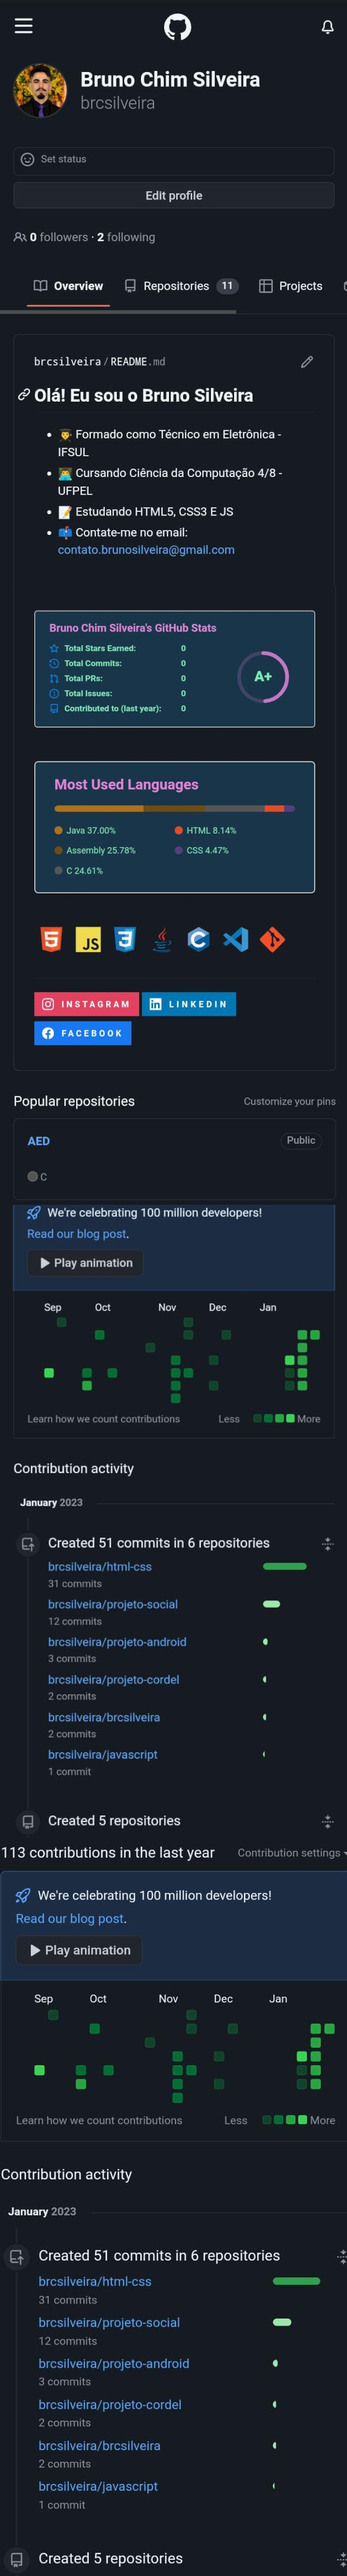 Bruno Chim Silveira
brcsilveira
Set status
Edit profile
0 followers · 2 following
Overview Repositories 11 Projects
brcsilveira / README.md
Olá! Eu sou o Bruno Silveira
Formado como Técnico em Eletrônica -
IFSUL
Cursando Ciência da Computação 4/8 -
UFPEL
Estudando HTML5, CSS3 E JS
Contate-me no email:
contato.brunosilveira@gmail.com
Bruno Chim Silveira's GitHub Stats
Total Stars Earned: 0
Total Commits: 0
Total PRs: 0
Total Issues: 0
Contributed to (last year): 0
A+
Most Used Languages
Java 37.00% HTML 8.14%
Assembly 25.78% CSS 4.47%
C 24.61%
5 JS 3 C
INSTAGRAM LINKEDIN
FACEBOOK
Popular repositories Customize your pins
AED Public
C
We're celebrating 100 million developers!
Read our blog post.
Play animation
Sep Oct Nov Dec Jan
Learn how we count contributions Less More
Contribution activity
January 2023
Created 51 commits in 6 repositories
brcsilveira/html-css
31 commits
brcsilveira/projeto-social
12 commits
brcsilveira/projeto-android
3 commits
brcsilveira/projeto-cordel
2 commits
brcsilveira/brcsilveira
2 commits
brcsilveira/javascript
1 commit
Created 5 repositories
113 contributions in the last year Contribution settings
We're celebrating 100 million developers!
Read our blog post.
Play animation
Sep Oct Nov Dec Jan
Learn how we count contributions Less More
Contribution activity
January 2023
Created 51 commits in 6 repositories
brcsilveira/html-css
31 commits
brcsilveira/projeto-social
12 commits
brcsilveira/projeto-android
3 commits
brcsilveira/projeto-cordel
2 commits
brcsilveira/brcsilveira
2 commits
brcsilveira/javascript
1 commit
Created 5 repositories